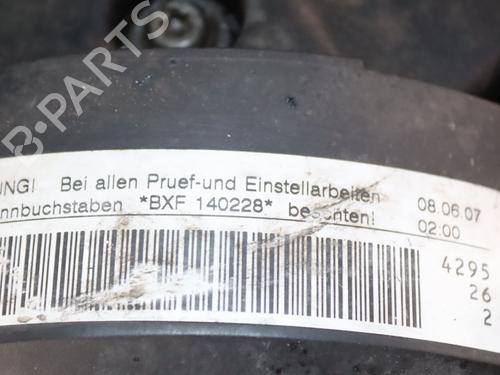 B-PARTS
UNG! Bei allen Pruef-und Einstellarbeiten 08.06.07
nnbuchstaben *BXF 140228* beachten! 02:00
4295
26
2